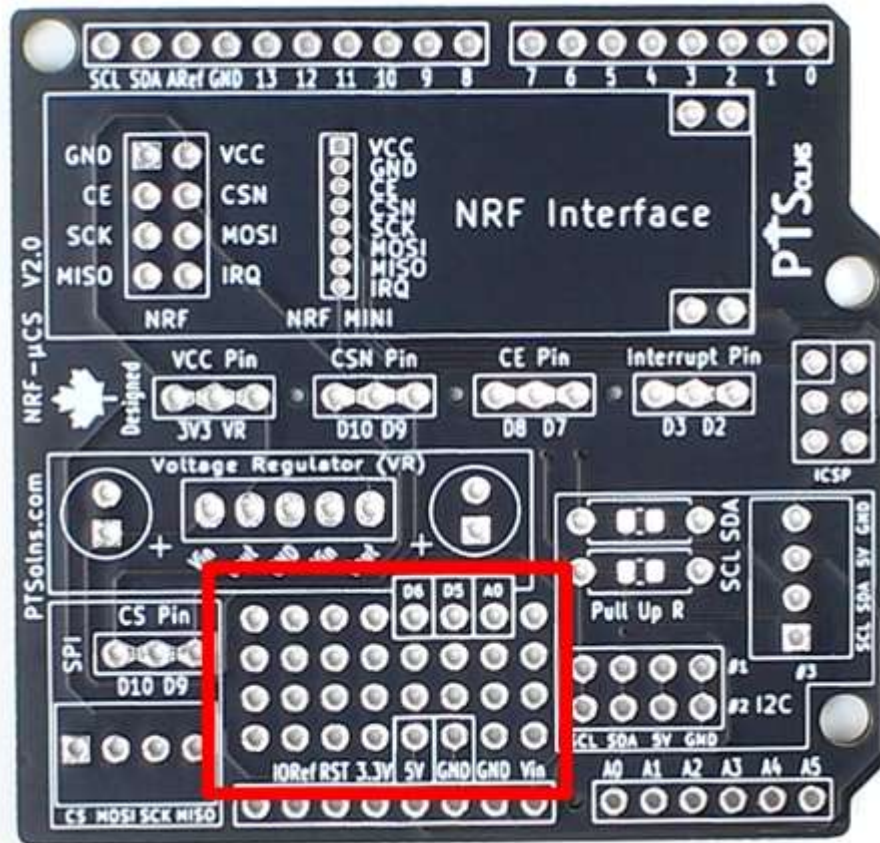 SCL SDA ARef GND 13 12 11 10 9 8 7 6 5 4 3 2 1 0
GND VCC
CE CSN
SCK MOSI
MISO IRQ
NRF
VCC
GND
CE
CSN
SCK
MOSI
MISO
IRQ
NRF MINI
NRF Interface
PTSolns
NRF-µCS V2.0
PTSolns.com
Designed
VCC Pin
3V3 VR
CSN Pin
D10 D9
CE Pin
D8 D7
Interrupt Pin
D3 D2
ICSP
Voltage Regulator (VR)
+ +
SCL SDA
Pull Up R
SCL SDA 5V GND
#3
D6 D5 A0
SPI
CS Pin
D10 D9
CS MOSI SCK MISO
#1
#2 I2C
SCL SDA 5V GND
IORef RST 3.3V 5V GND GND Vin
A0 A1 A2 A3 A4 A5